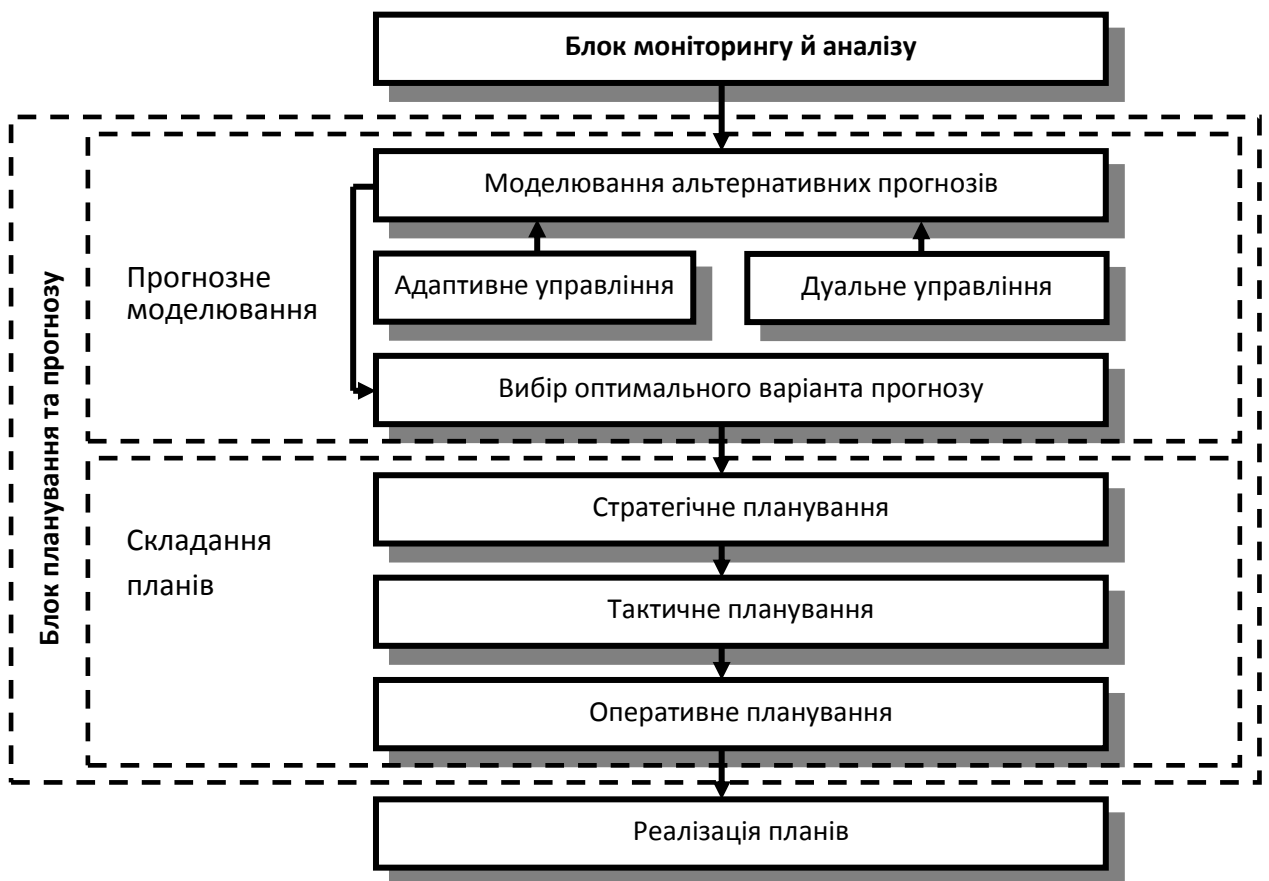 Блок моніторингу й аналізу
Блок планування та прогнозу
Прогнозне
моделювання
Моделювання альтернативних прогнозів
Адаптивне управління
Дуальне управління
Вибір оптимального варіанта прогнозу
Складання
планів
Стратегічне планування
Тактичне планування
Оперативне планування
Реалізація планів